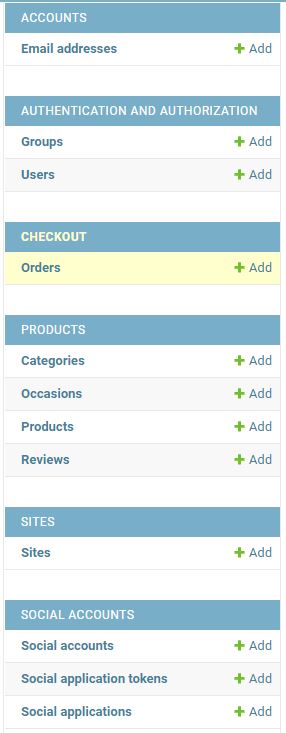 ACCOUNTS
Email addresses + Add
AUTHENTICATION AND AUTHORIZATION
Groups + Add
Users + Add
CHECKOUT
Orders + Add
PRODUCTS
Categories + Add
Occasions + Add
Products + Add
Reviews + Add
SITES
Sites + Add
SOCIAL ACCOUNTS
Social accounts + Add
Social application tokens + Add
Social applications + Add